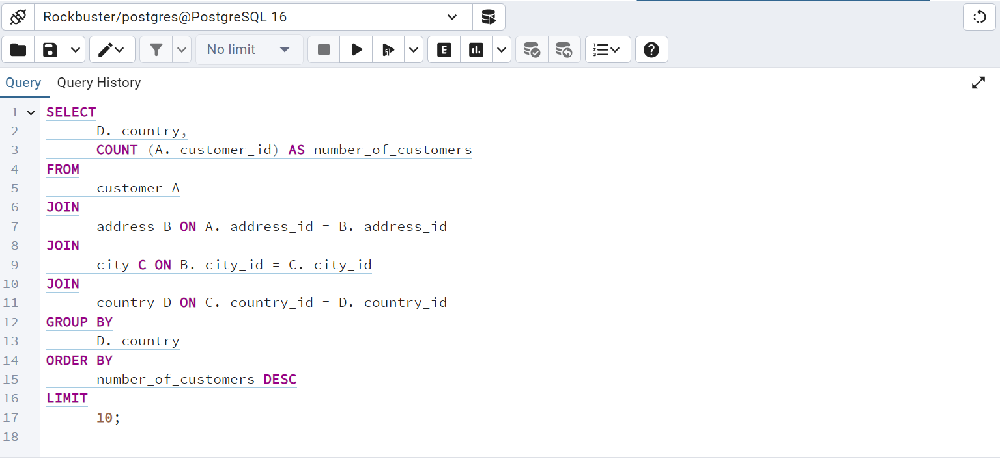 Rockbuster/postgres@PostgreSQL 16
No limit
Query Query History
1 SELECT
2 D. country,
3 COUNT (A. customer_id) AS number_of_customers
4 FROM
5 customer A
6 JOIN
7 address B ON A. address_id = B. address_id
8 JOIN
9 city C ON B. city_id = C. city_id
10 JOIN
11 country D ON C. country_id = D. country_id
12 GROUP BY
13 D. country
14 ORDER BY
15 number_of_customers DESC
16 LIMIT
17 10;
18